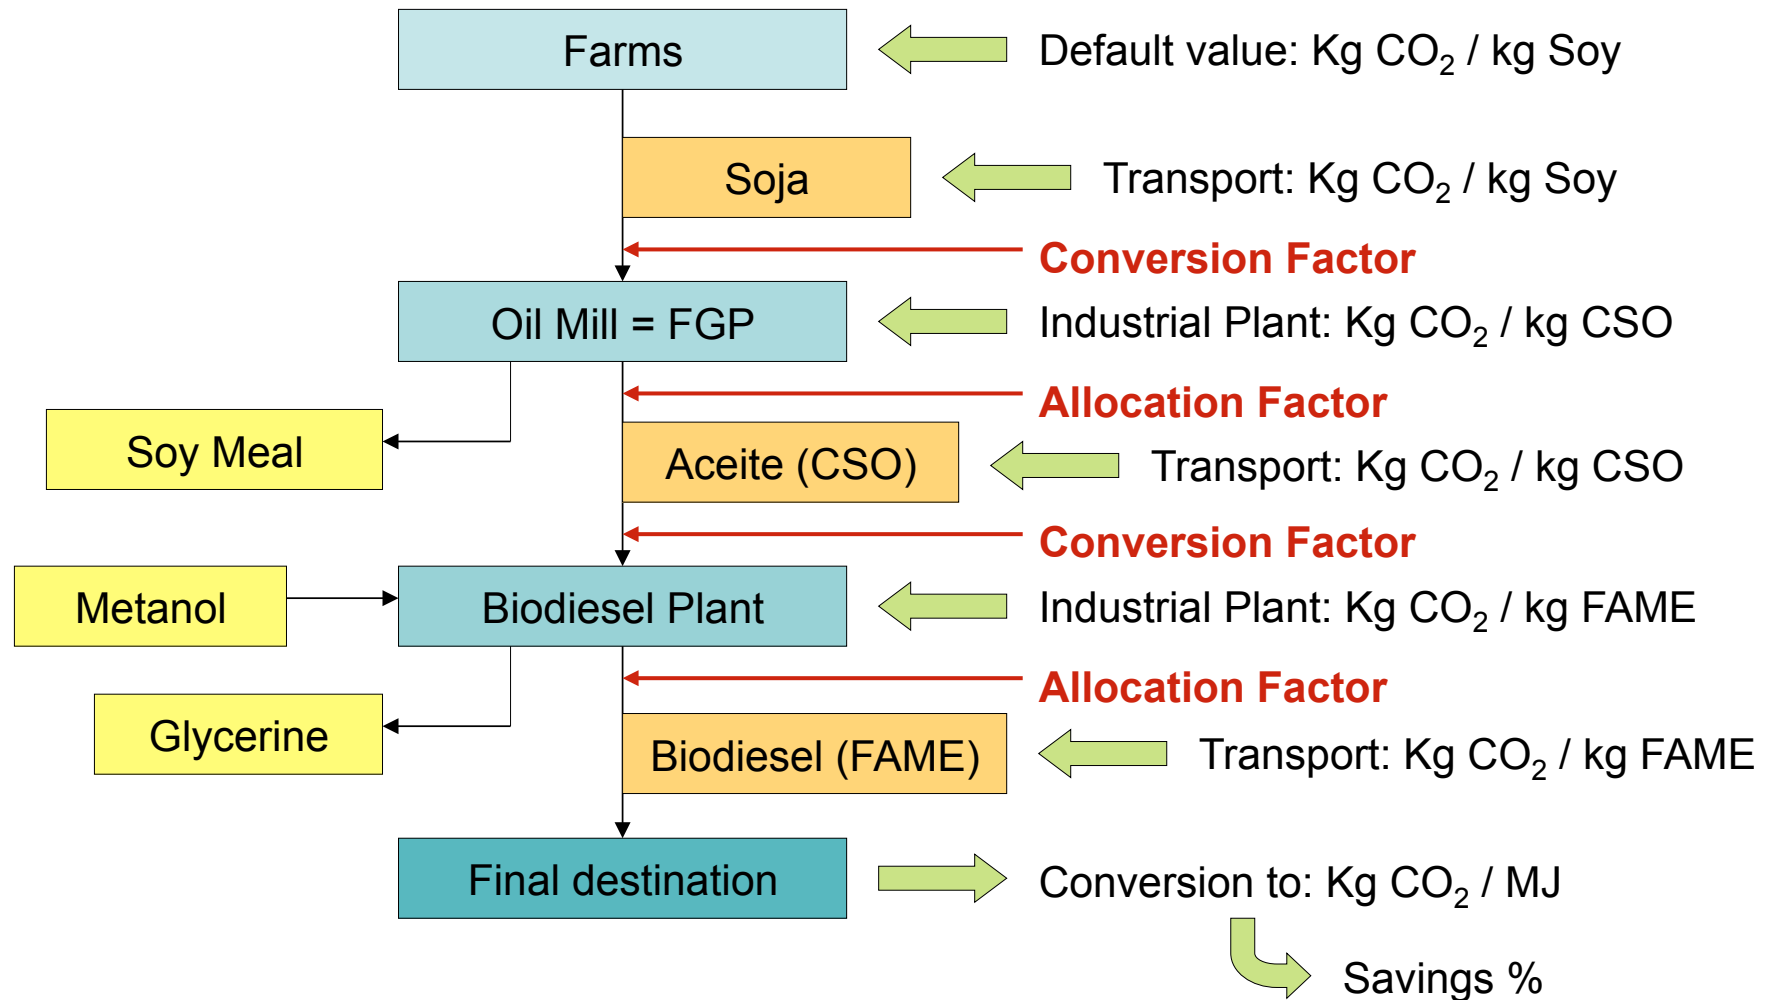 Farms
Default value: Kg CO₂ / kg Soy
Soja
Transport: Kg CO₂ / kg Soy
Conversion Factor
Oil Mill = FGP
Industrial Plant: Kg CO₂ / kg CSO
Allocation Factor
Soy Meal
Aceite (CSO)
Transport: Kg CO₂ / kg CSO
Conversion Factor
Metanol
Biodiesel Plant
Industrial Plant: Kg CO₂ / kg FAME
Allocation Factor
Glycerine
Biodiesel (FAME)
Transport: Kg CO₂ / kg FAME
Final destination
Conversion to: Kg CO₂ / MJ
Savings %